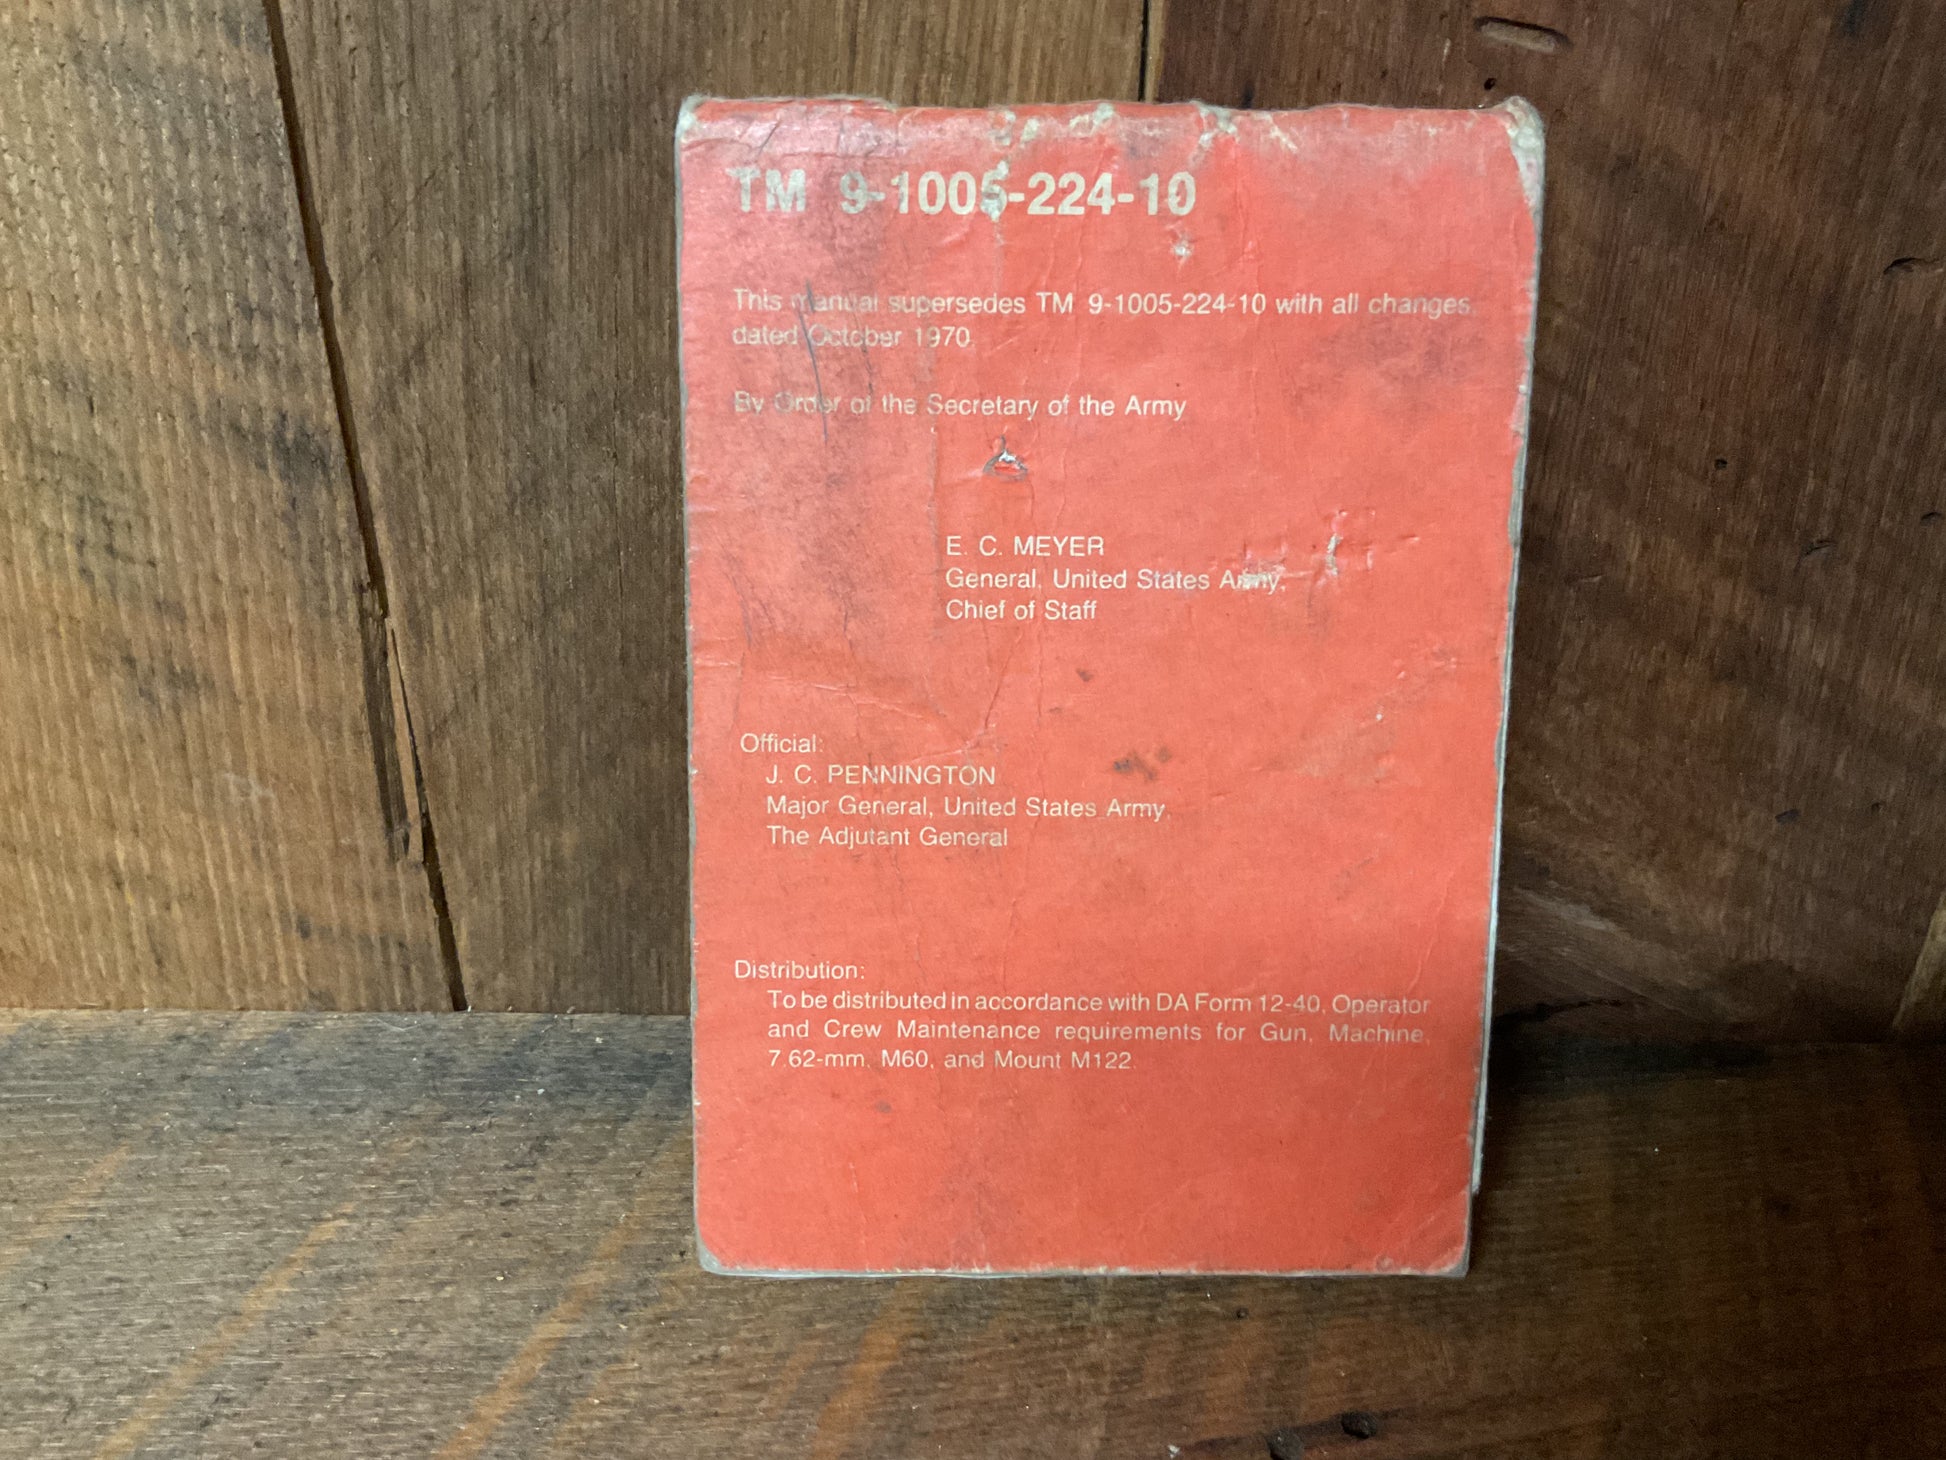 TM 9-1005-224-10
This manual supersedes TM 9-1005-224-10 with all changes,
dated October 1970.
By Order of the Secretary of the Army
E. C. MEYER
General, United States Army,
Chief of Staff
Official:
J. C. PENNINGTON
Major General, United States Army,
The Adjutant General
Distribution:
To be distributed in accordance with DA Form 12-40, Operator
and Crew Maintenance requirements for Gun, Machine,
7.62-mm, M60, and Mount M122.